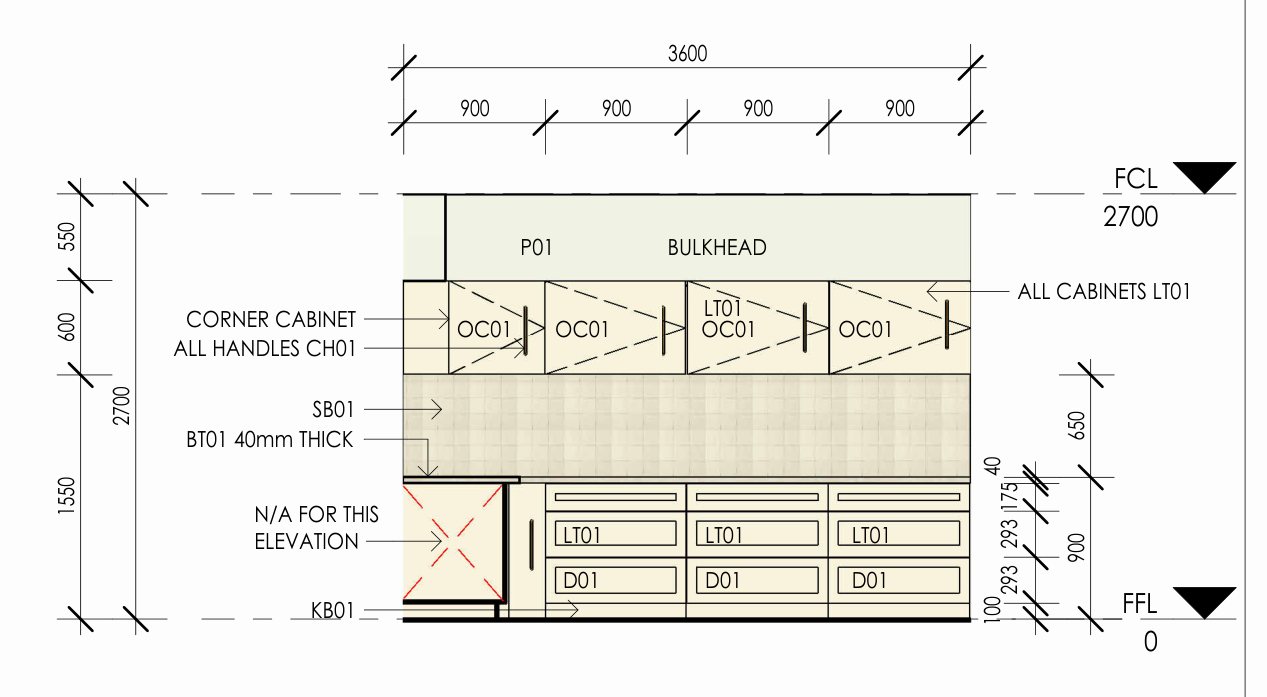 3600
900
900
900
900
FCL
2700
550
P01
BULKHEAD
ALL CABINETS LT01
CORNER CABINET
ALL HANDLES CH01
600
OC01
OC01
LT01
OC01
OC01
2700
SB01
BT01 40mm THICK
650
1550
N/A FOR THIS
ELEVATION
40
175
293
293
100
900
LT01
LT01
LT01
D01
D01
D01
KB01
FFL
0